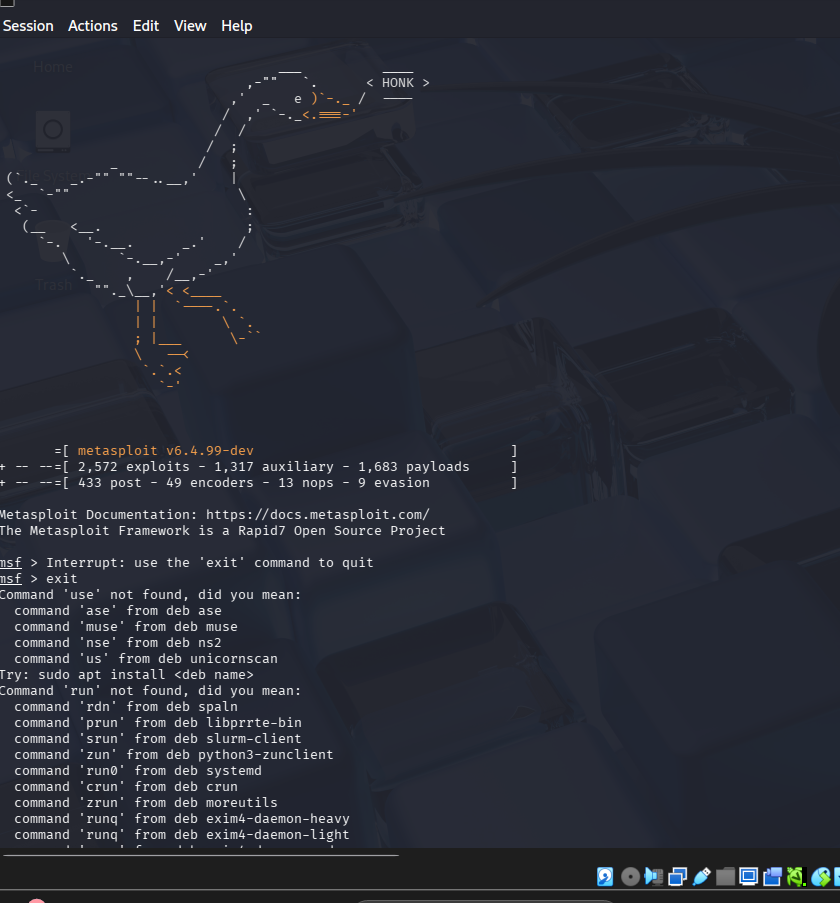 Session Actions Edit View Help
Home
< HONK >
=[ metasploit v6.4.99-dev ]
+ -- --=[ 2,572 exploits - 1,317 auxiliary - 1,683 payloads ]
+ -- --=[ 433 post - 49 encoders - 13 nops - 9 evasion ]
Metasploit Documentation: https://docs.metasploit.com/
The Metasploit Framework is a Rapid7 Open Source Project
msf > Interrupt: use the 'exit' command to quit
msf > exit
Command 'use' not found, did you mean:
command 'ase' from deb ase
command 'muse' from deb muse
command 'nse' from deb ns2
command 'us' from deb unicornscan
Try: sudo apt install <deb name>
Command 'run' not found, did you mean:
command 'rdn' from deb spaln
command 'prun' from deb libprrte-bin
command 'srun' from deb slurm-client
command 'zun' from deb python3-zunclient
command 'run0' from deb systemd
command 'crun' from deb crun
command 'zrun' from deb moreutils
command 'runq' from deb exim4-daemon-heavy
command 'runq' from deb exim4-daemon-light
Trash